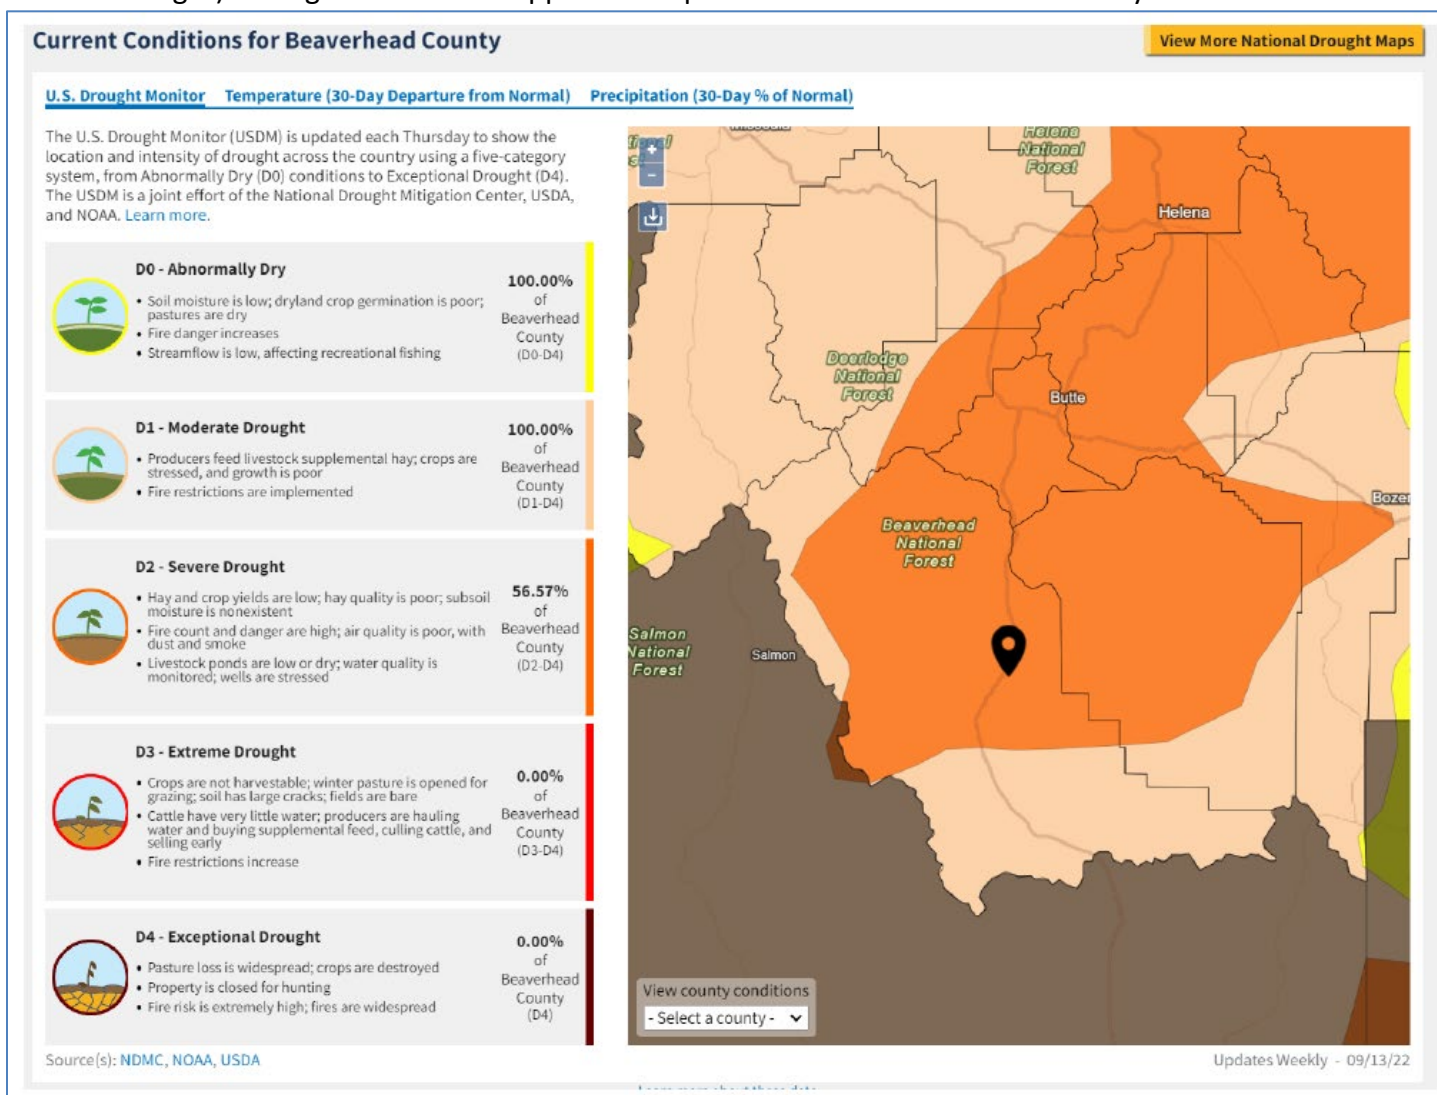 Current Conditions for Beaverhead County
View More National Drought Maps
U.S. Drought Monitor Temperature (30-Day Departure from Normal) Precipitation (30-Day % of Normal)
The U.S. Drought Monitor (USDM) is updated each Thursday to show the
location and intensity of drought across the country using a five-category
system, from Abnormally Dry (D0) conditions to Exceptional Drought (D4).
The USDM is a joint effort of the National Drought Mitigation Center, USDA,
and NOAA. Learn more.
D0 - Abnormally Dry
• Soil moisture is low; dryland crop germination is poor;
pastures are dry
• Fire danger increases
• Streamflow is low, affecting recreational fishing
100.00%
of
Beaverhead
County
(D0-D4)
D1 - Moderate Drought
• Producers feed livestock supplemental hay; crops are
stressed, and growth is poor
• Fire restrictions are implemented
100.00%
of
Beaverhead
County
(D1-D4)
D2 - Severe Drought
• Hay and crop yields are low; hay quality is poor; subsoil
moisture is nonexistent
• Fire count and danger are high; air quality is poor, with
dust and smoke
• Livestock ponds are low or dry; water quality is
monitored; wells are stressed
56.57%
of
Beaverhead
County
(D2-D4)
D3 - Extreme Drought
• Crops are not harvestable; winter pasture is opened for
grazing; soil has large cracks; fields are bare
• Cattle have very little water; producers are hauling
water and buying supplemental feed, culling cattle, and
selling early
• Fire restrictions increase
0.00%
of
Beaverhead
County
(D3-D4)
D4 - Exceptional Drought
• Pasture loss is widespread; crops are destroyed
• Property is closed for hunting
• Fire risk is extremely high; fires are widespread
0.00%
of
Beaverhead
County
(D4)
Source(s): NDMC, NOAA, USDA
+
−
Helena
National
Forest
Helena
Deerlodge
National
Forest
Butte
Bozer
Beaverhead
National
Forest
Salmon
National
Forest
Salmon
View county conditions
- Select a county -
Updates Weekly - 09/13/22